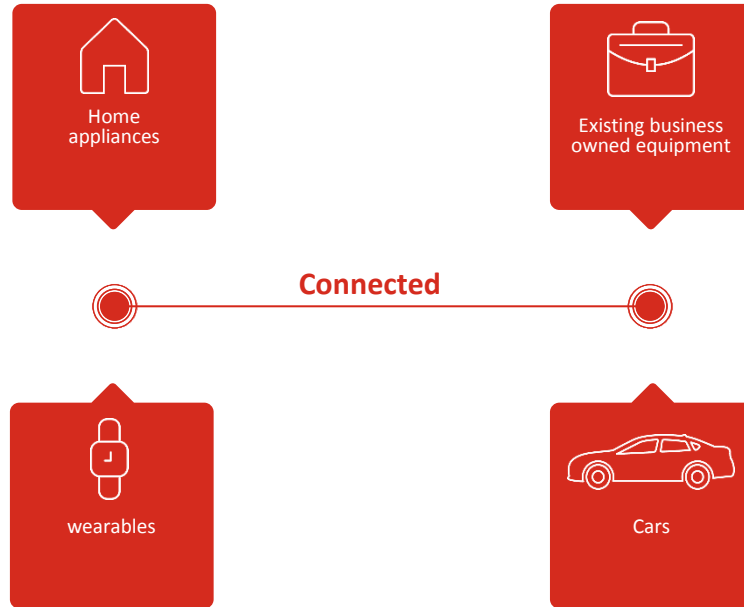 Home
appliances
Existing business
owned equipment
Connected
wearables
Cars